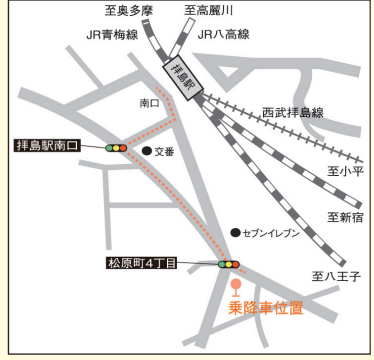 至奥多摩
至高麗川
JR青梅線
JR八高線
拝島駅
南口
西武拝島線
拝島駅南口
交番
至小平
至新宿
セブンイレブン
松原町4丁目
至八王子
乗降車位置